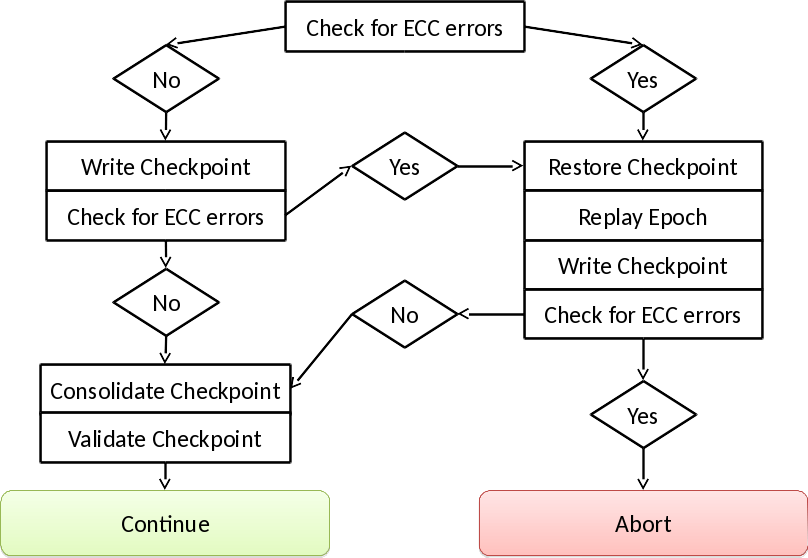 Check for ECC errors
No
Yes
Write Checkpoint
Check for ECC errors
Yes
Restore Checkpoint
Replay Epoch
Write Checkpoint
Check for ECC errors
No
No
Consolidate Checkpoint
Validate Checkpoint
Yes
Continue
Abort